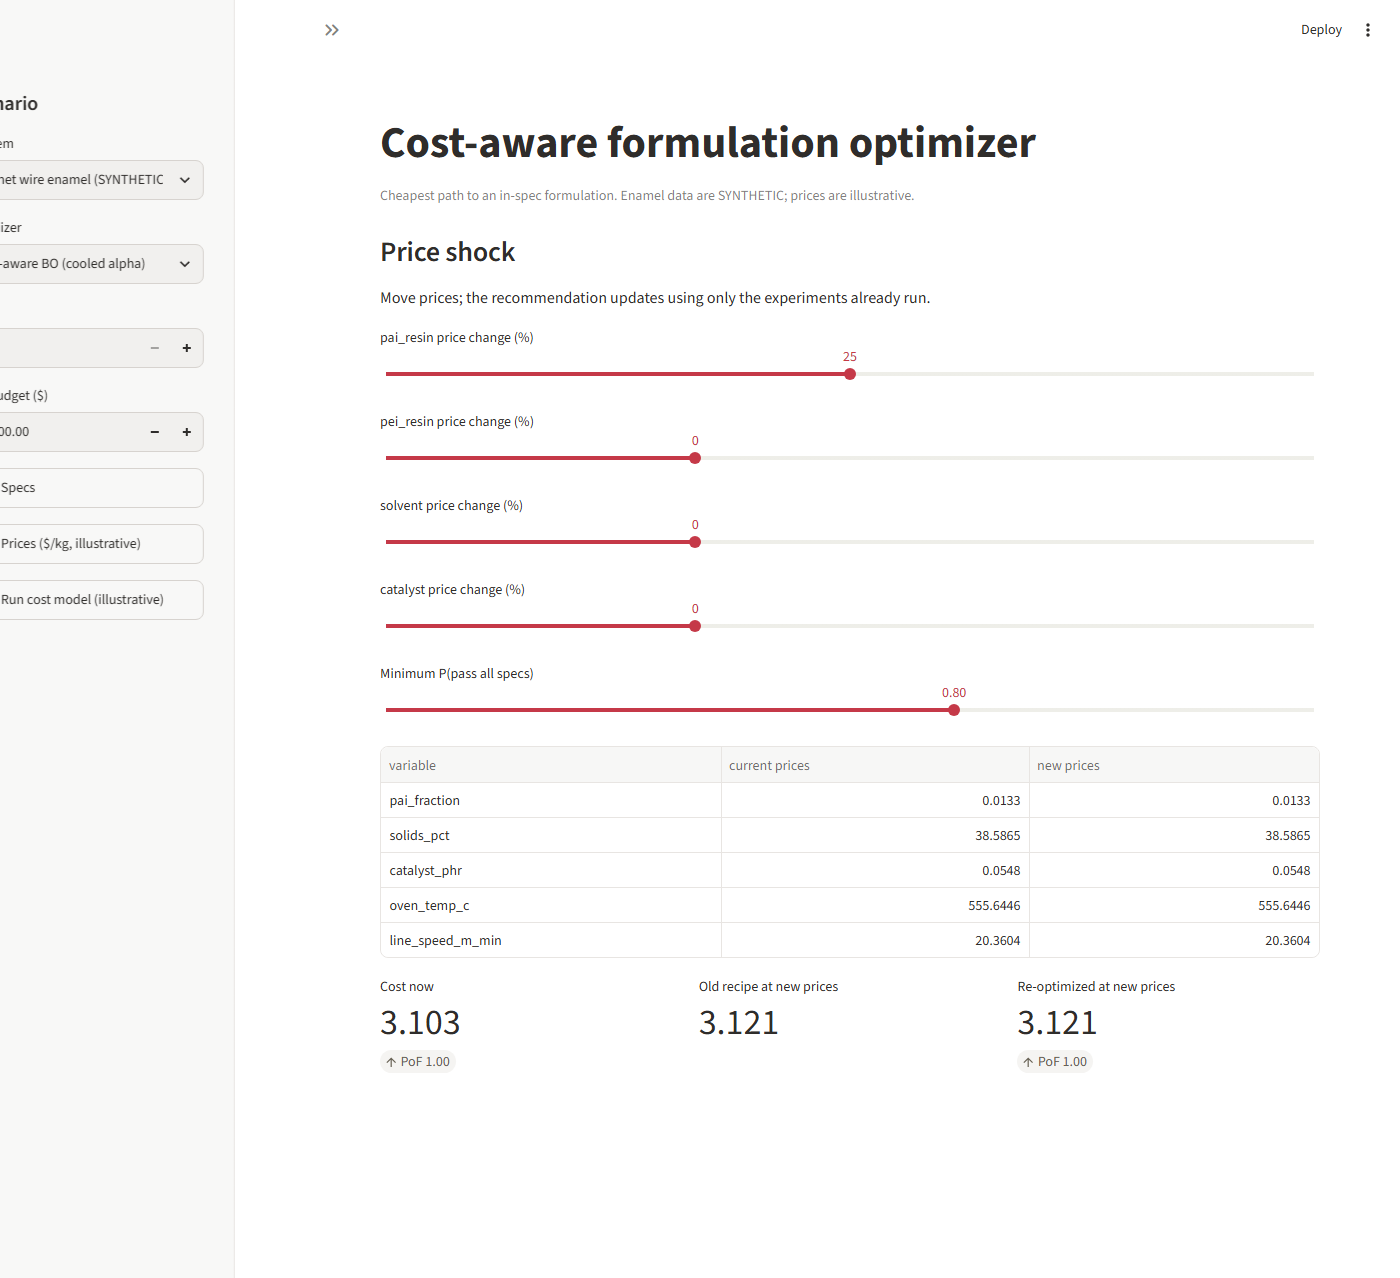 Deploy
nario
em
net wire enamel (SYNTHETIC
izer
-aware BO (cooled alpha)
udget ($)
00.00
Specs
Prices ($/kg, illustrative)
Run cost model (illustrative)
Cost-aware formulation optimizer
Cheapest path to an in-spec formulation. Enamel data are SYNTHETIC; prices are illustrative.
Price shock
Move prices; the recommendation updates using only the experiments already run.
pai_resin price change (%)
25
pei_resin price change (%)
0
solvent price change (%)
0
catalyst price change (%)
0
Minimum P(pass all specs)
0.80
variable current prices new prices
pai_fraction 0.0133 0.0133
solids_pct 38.5865 38.5865
catalyst_phr 0.0548 0.0548
oven_temp_c 555.6446 555.6446
line_speed_m_min 20.3604 20.3604
Cost now Old recipe at new prices Re-optimized at new prices
3.103 3.121 3.121
↑ PoF 1.00 ↑ PoF 1.00